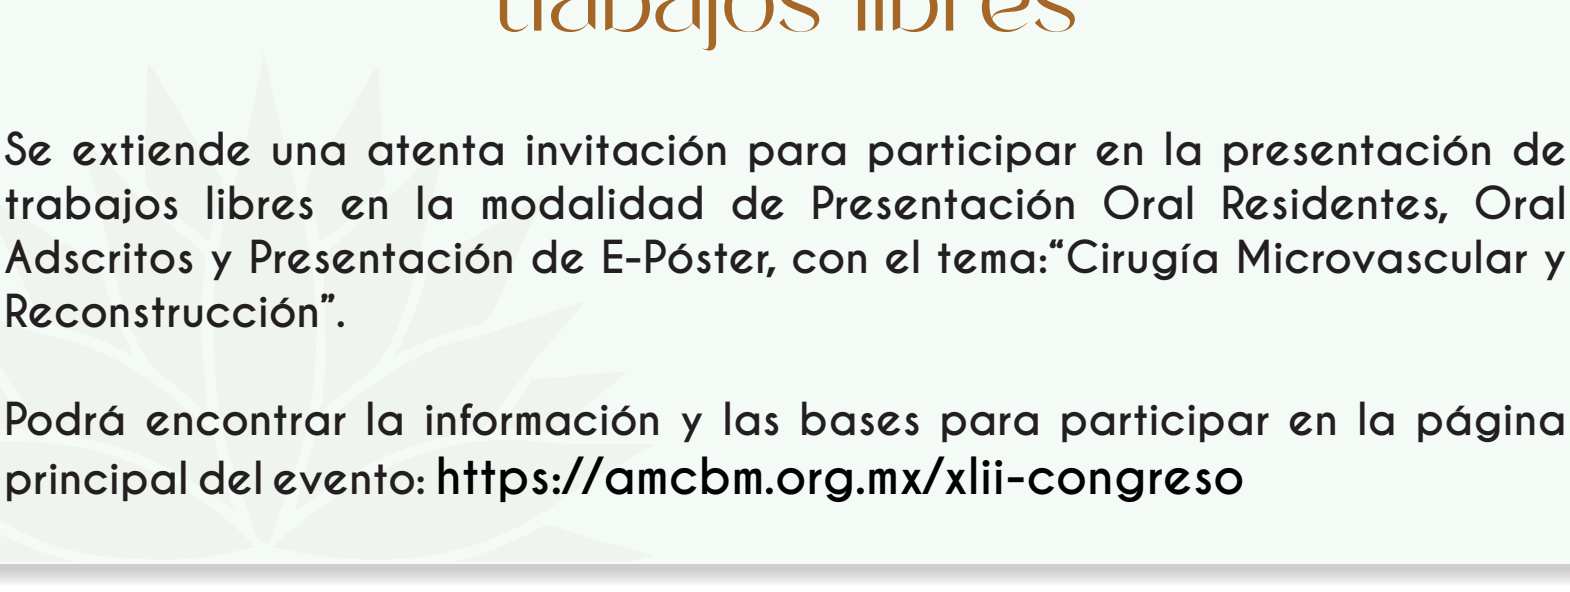 trabajos libres
Se extiende una atenta invitación para participar en la presentación de
trabajos libres en la modalidad de Presentación Oral Residentes, Oral
Adscritos y Presentación de E-Póster, con el tema:“Cirugía Microvascular y
Reconstrucción”.
Podrá encontrar la información y las bases para participar en la página
principal del evento: https://amcbm.org.mx/xlii-congreso